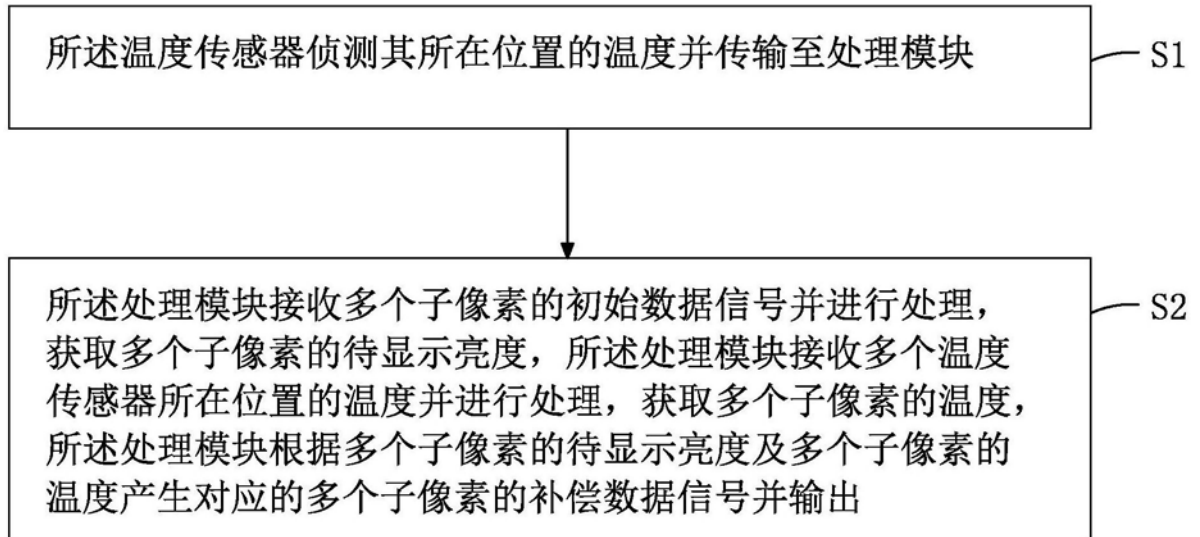 所述温度传感器侦测其所在位置的温度并传输至处理模块
S1
所述处理模块接收多个子像素的初始数据信号并进行处理，
获取多个子像素的待显示亮度，所述处理模块接收多个温度
传感器所在位置的温度并进行处理，获取多个子像素的温度，
所述处理模块根据多个子像素的待显示亮度及多个子像素的
温度产生对应的多个子像素的补偿数据信号并输出
S2